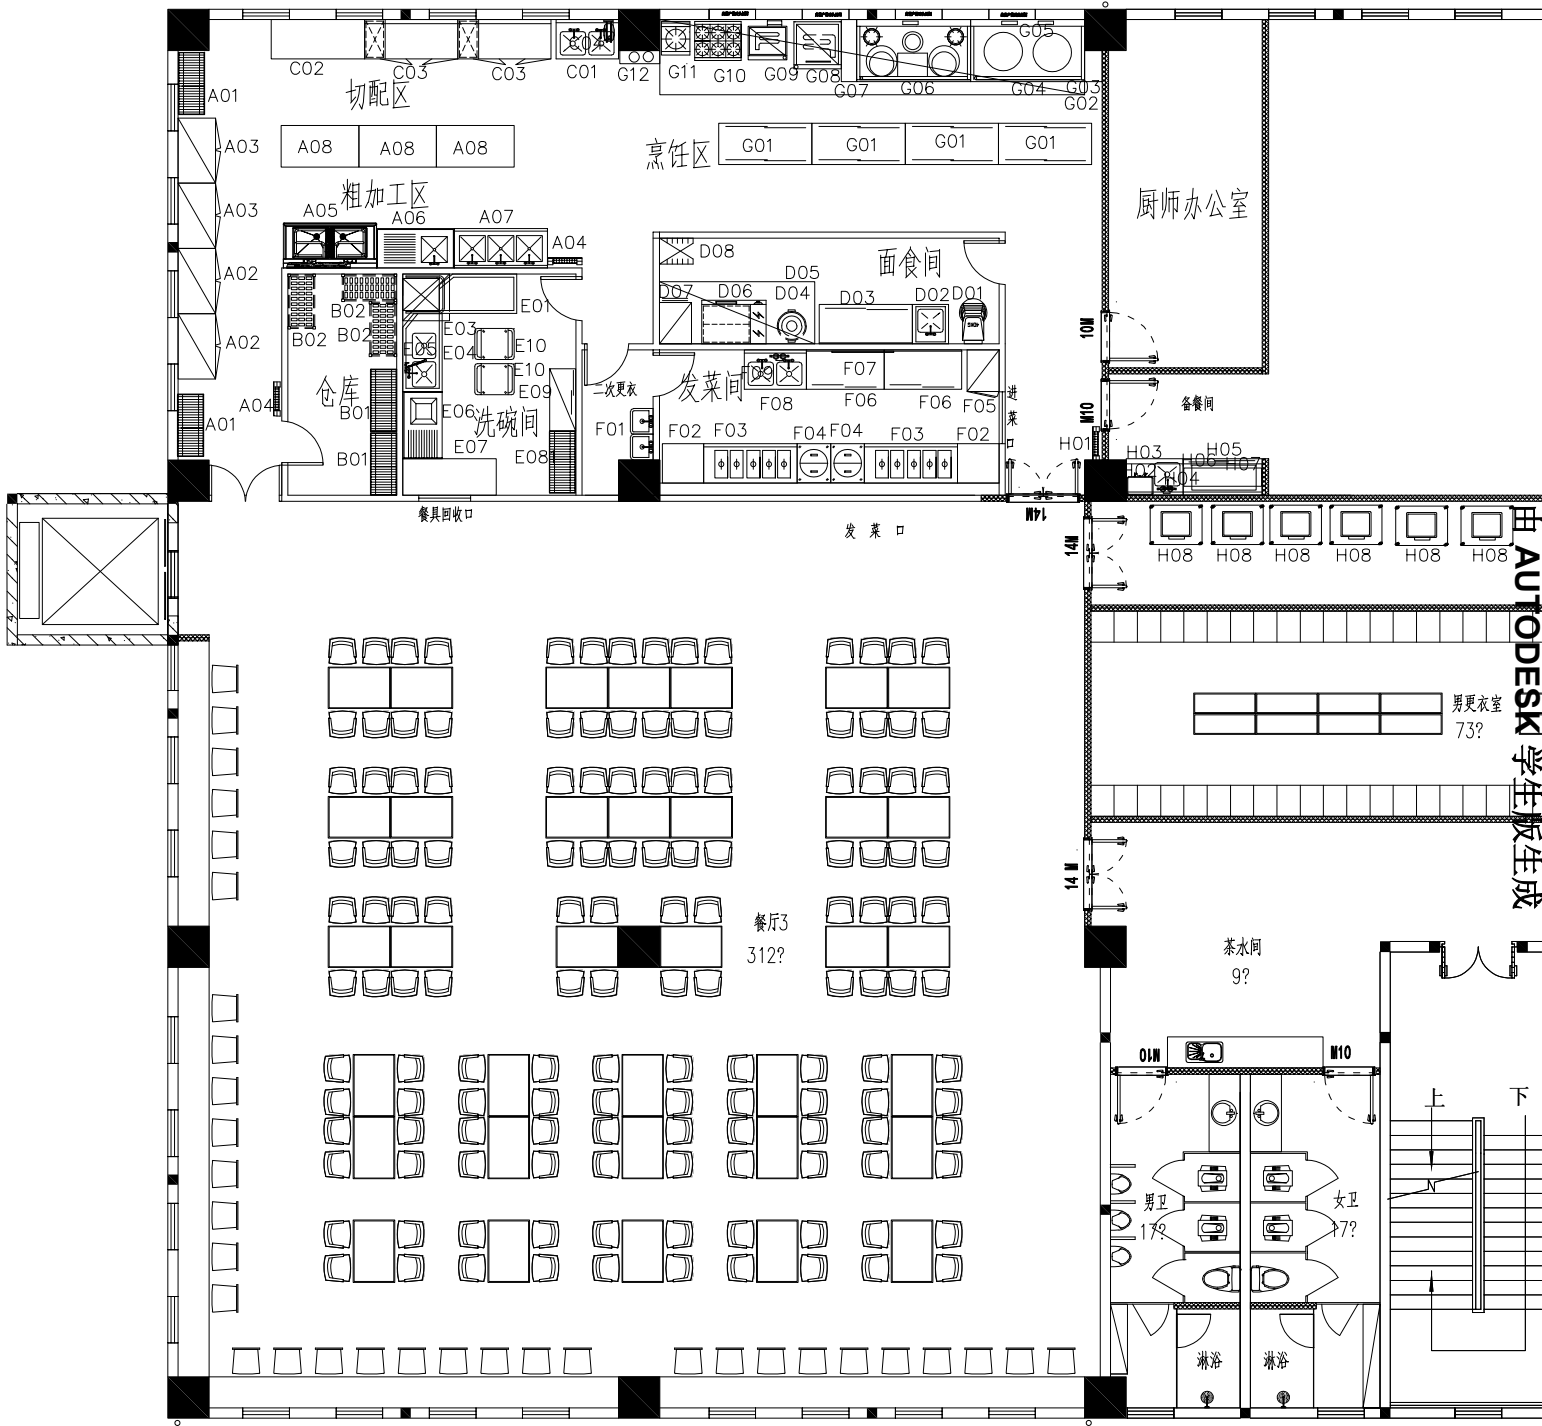 C02
C03
C03
C04
C01
G12
G11
G10
G09
G08
G07
G06
G05
G04
G03
G02
切配区
A01
A03
A08
A08
A08
烹饪区
G01
G01
G01
G01
粗加工区
厨师办公室
A03
A05
A06
A07
A04
D08
面食间
A02
B02
B02
B02
E01
D07
D06
D05
D04
D03
D02
D01
A02
E03
E04
E05
E10
E10
E09
10M
仓库
A04
A01
B01
B01
E06
洗碗间
E07
E08
二次更衣
F01
发菜间
F09
F08
F07
F06
F06
F05
进菜口
M10
备餐间
F02
F03
F04
F04
F03
F02
H01
H03
H02
H04
H06
H05
H07
餐具回收口
发菜口
14M
14M
H08
H08
H08
H08
H08
H08
由 AUTODESK 学生版生成
男更衣室
73?
14 M
餐厅3
312?
茶水间
9?
01M
M10
上
下
男卫
17?
女卫
17?
淋浴
淋浴